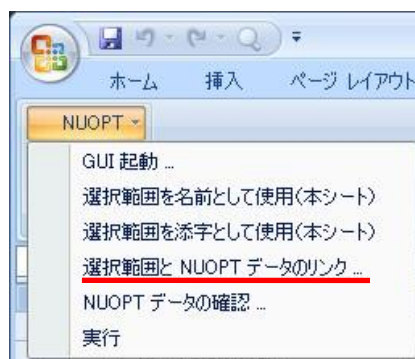 ホーム 挿入 ページ レイアウト
NUOPT
GUI 起動 ...
選択範囲を名前として使用(本シート)
選択範囲を添字として使用(本シート)
選択範囲と NUOPT データのリンク ...
NUOPT データの確認 ...
実行